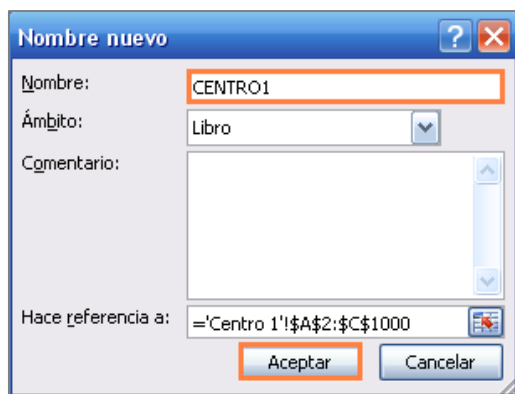 Nombre nuevo
Nombre: CENTRO1
Ámbito: Libro
Comentario:
Hace referencia a: ='Centro 1'!$A$2:$C$1000
Aceptar Cancelar